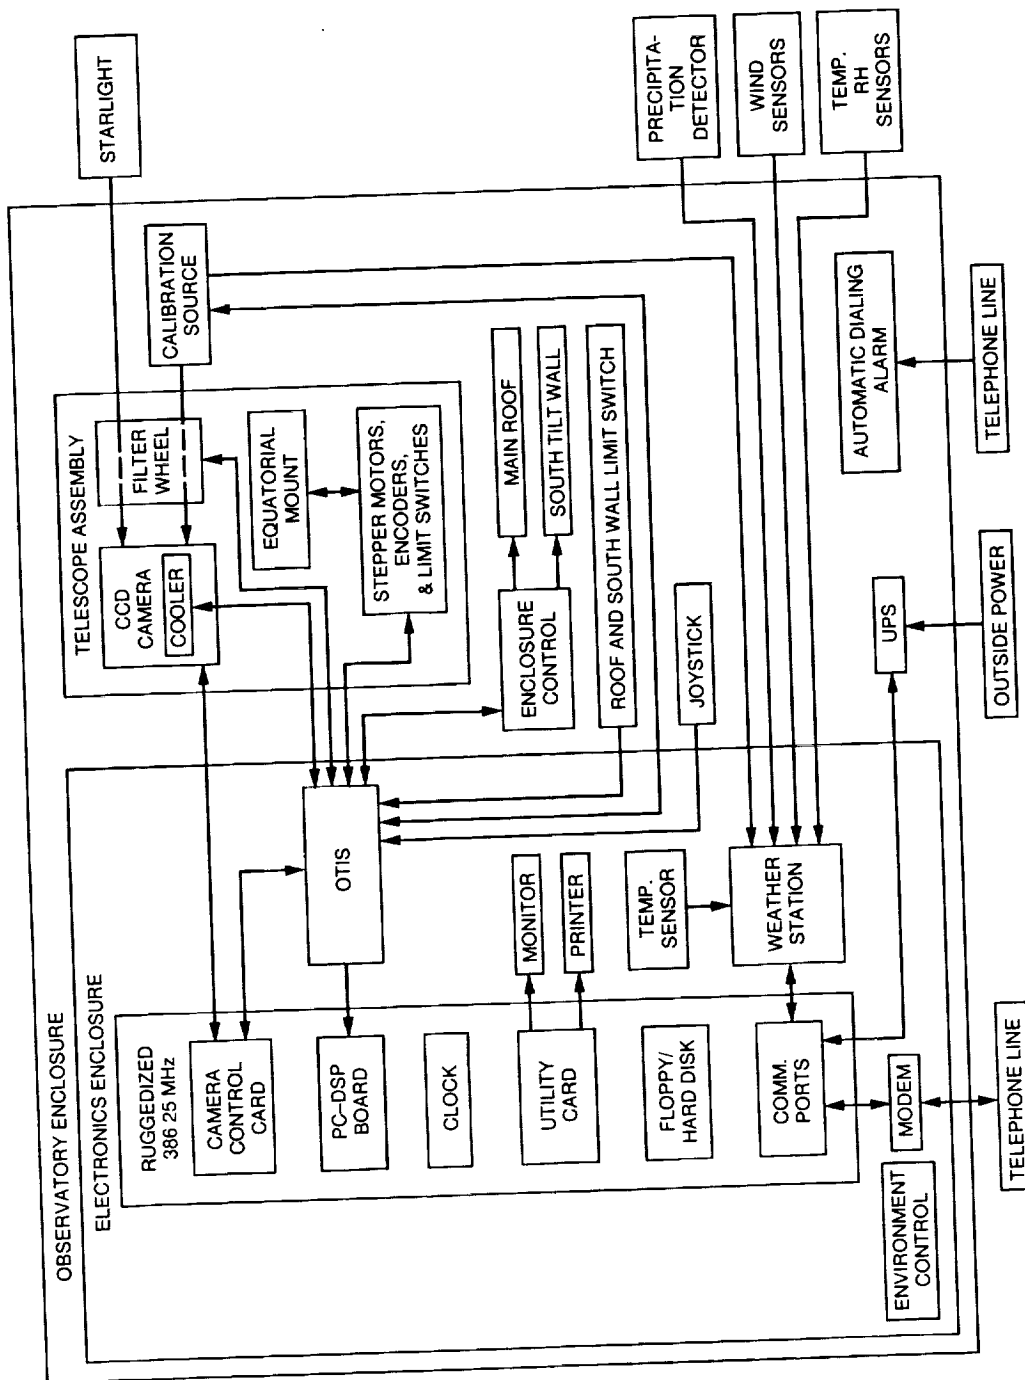 OBSERVATORY ENCLOSURE
ELECTRONICS ENCLOSURE
RUGGEDIZED
386 25 MHz
CAMERA
CONTROL
CARD
PC-DSP
BOARD
CLOCK
UTILITY
CARD
FLOPPY/
HARD DISK
COMM.
PORTS
MODEM
ENVIRONMENT
CONTROL
TELEPHONE LINE
OTIS
MONITOR
PRINTER
TEMP.
SENSOR
WEATHER
STATION
TELESCOPE ASSEMBLY
CCD
CAMERA
COOLER
FILTER
WHEEL
EQUATORIAL
MOUNT
STEPPER MOTORS,
ENCODERS,
& LIMIT SWITCHES
ENCLOSURE
CONTROL
MAIN ROOF
SOUTH TILT WALL
ROOF AND SOUTH WALL LIMIT SWITCH
JOYSTICK
UPS
OUTSIDE POWER
CALIBRATION
SOURCE
AUTOMATIC DIALING
ALARM
TELEPHONE LINE
STARLIGHT
PRECIPITA-
TION
DETECTOR
WIND
SENSORS
TEMP.
RH
SENSORS